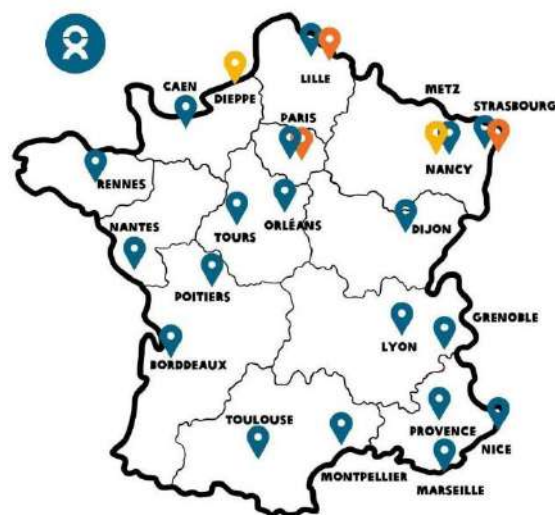 LILLE
CAEN
DIEPPE
METZ
STRASBOURG
PARIS
NANCY
RENNES
TOURS
ORLÉANS
DIJON
NANTES
POITIERS
GRENOBLE
LYON
BORDDEAUX
TOULOUSE
PROVENCE
NICE
MONTPELLIER
MARSEILLE